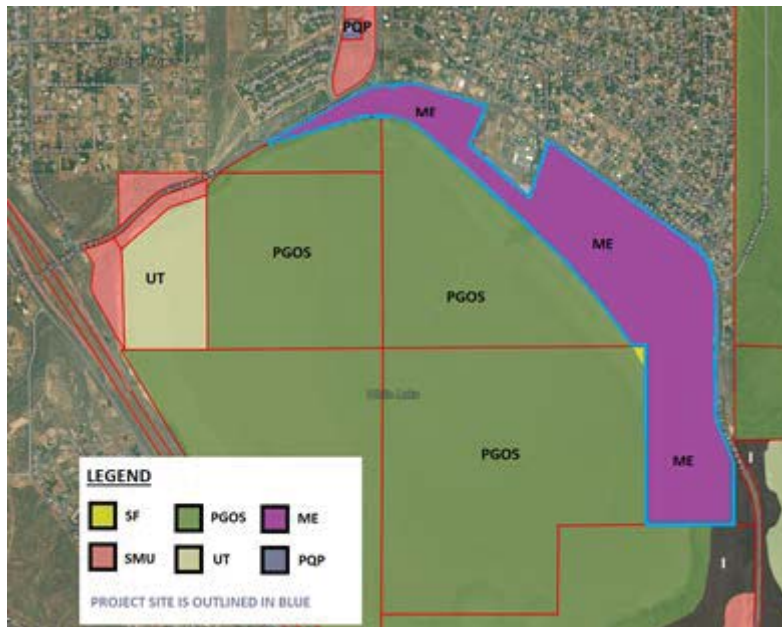 PQP
ME
ME
UT
PGOS
PGOS
PGOS
ME
I
I
LEGEND
SF PGOS ME
SMU UT PQP
PROJECT SITE IS OUTLINED IN BLUE